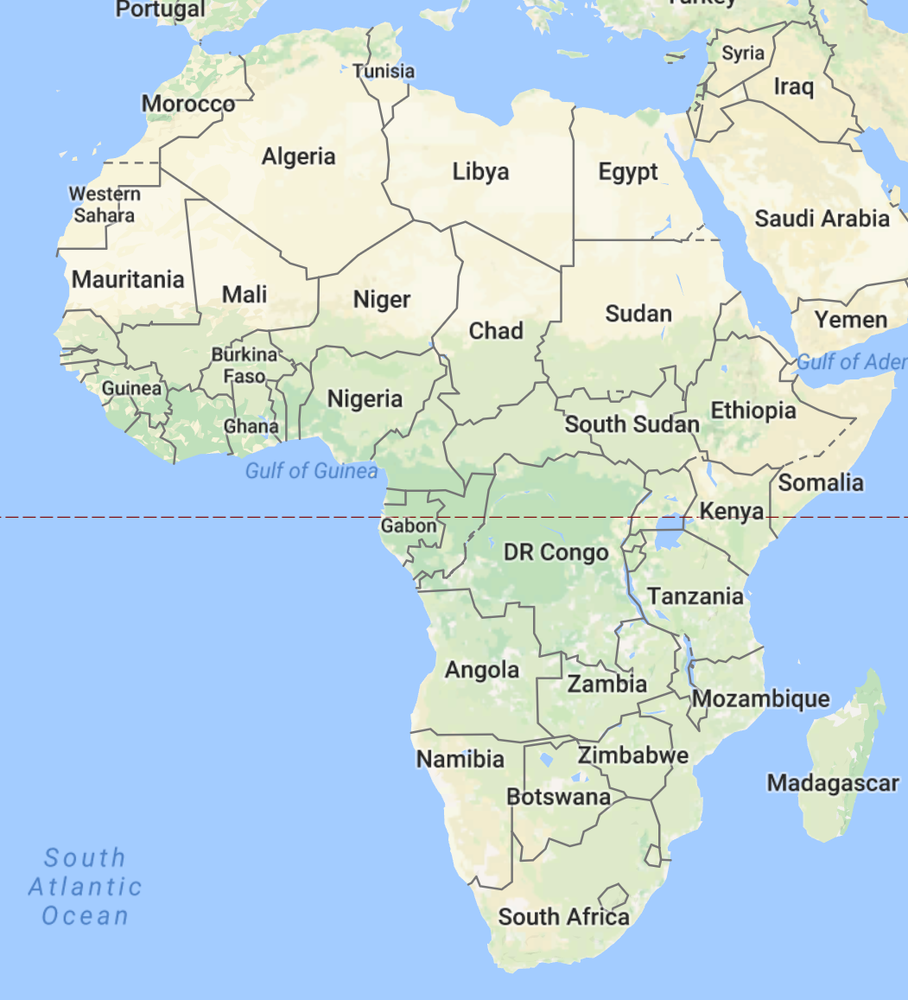 Portugal
Turkey
Syria
Tunisia
Iraq
Morocco
Algeria
Libya
Egypt
Western
Sahara
Saudi Arabia
Mauritania
Mali
Niger
Chad
Sudan
Yemen
Burkina
Faso
Gulf of Aden
Guinea
Nigeria
Ethiopia
Ghana
South Sudan
Gulf of Guinea
Somalia
Kenya
Gabon
DR Congo
Tanzania
Angola
Zambia
Mozambique
Namibia
Zimbabwe
Madagascar
Botswana
South
Atlantic
Ocean
South Africa